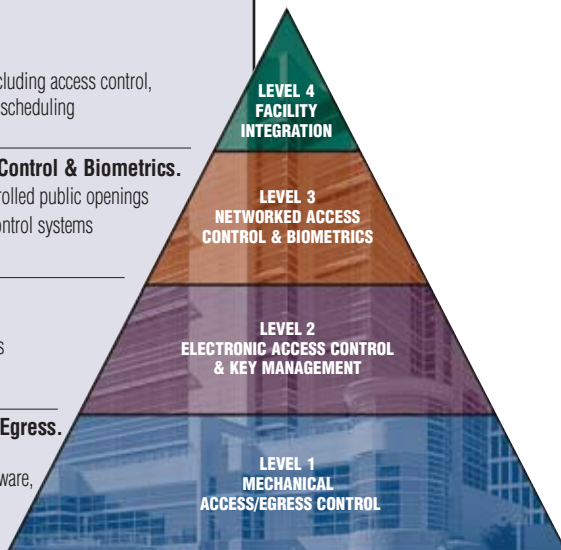 cluding access control,
scheduling
Control & Biometrics.
rolled public openings
ontrol systems
s
Egress.
ware,
LEVEL 4
FACILITY
INTEGRATION
LEVEL 3
NETWORKED ACCESS
CONTROL & BIOMETRICS
LEVEL 2
ELECTRONIC ACCESS CONTROL
& KEY MANAGEMENT
LEVEL 1
MECHANICAL
ACCESS/EGRESS CONTROL